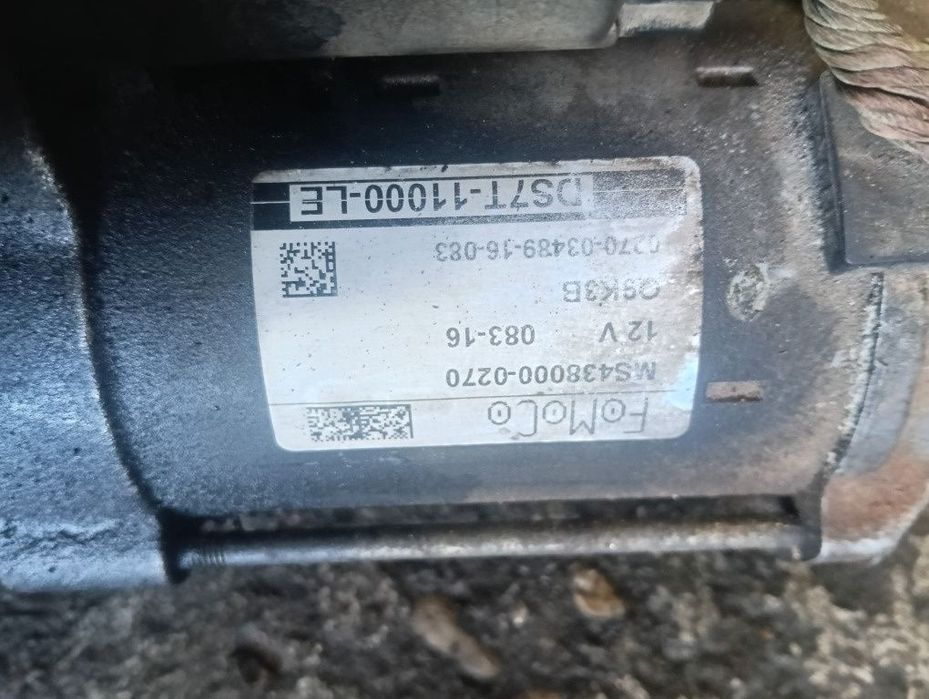 FoMoCo
MS438000-0270
12 V 083-16
Q9K3B
0270-03489-16-083
DS7T-11000-LE